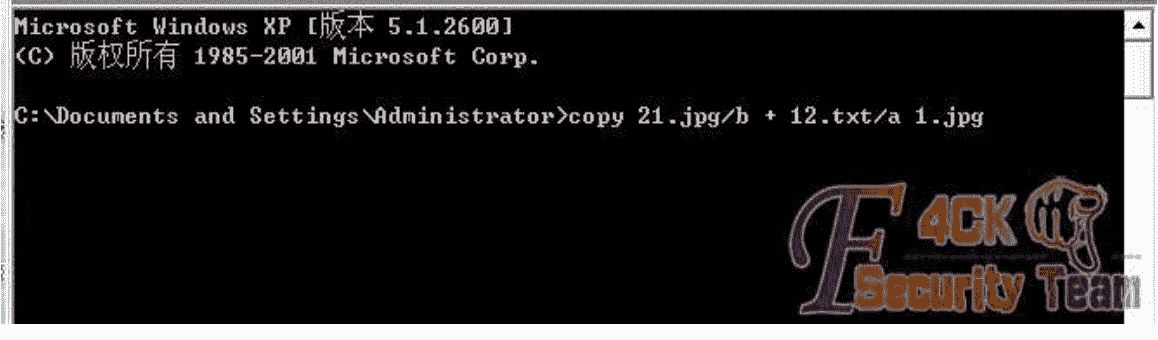 Microsoft Windows XP [版本 5.1.2600]
(C) 版权所有 1985-2001 Microsoft Corp.
C:\Documents and Settings\Administrator>copy 21.jpg/b + 12.txt/a 1.jpg
F4CK
Security Team